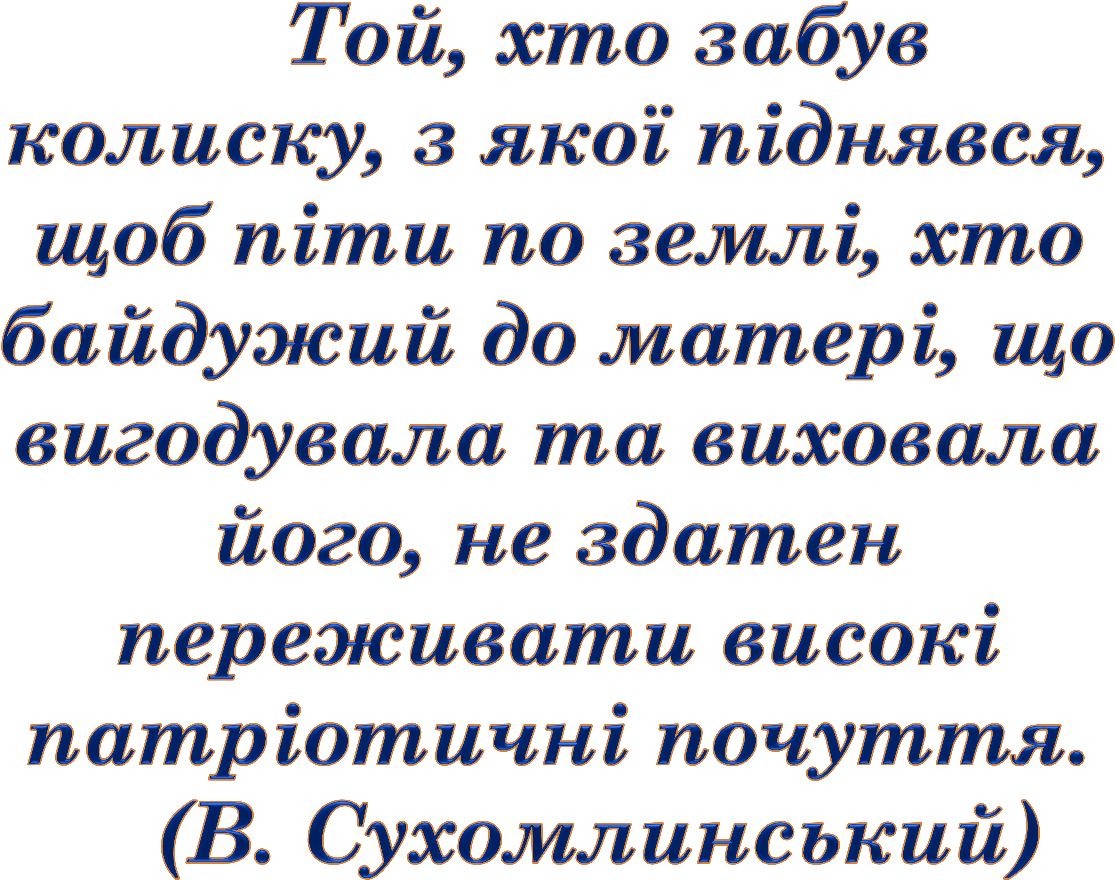 Той, хто забув
колиску, з якої піднявся,
щоб піти по землі, хто
байдужий до матері, що
вигодувала та виховала
його, не здатен
переживати високі
патріотичні почуття.
(В. Сухомлинський)